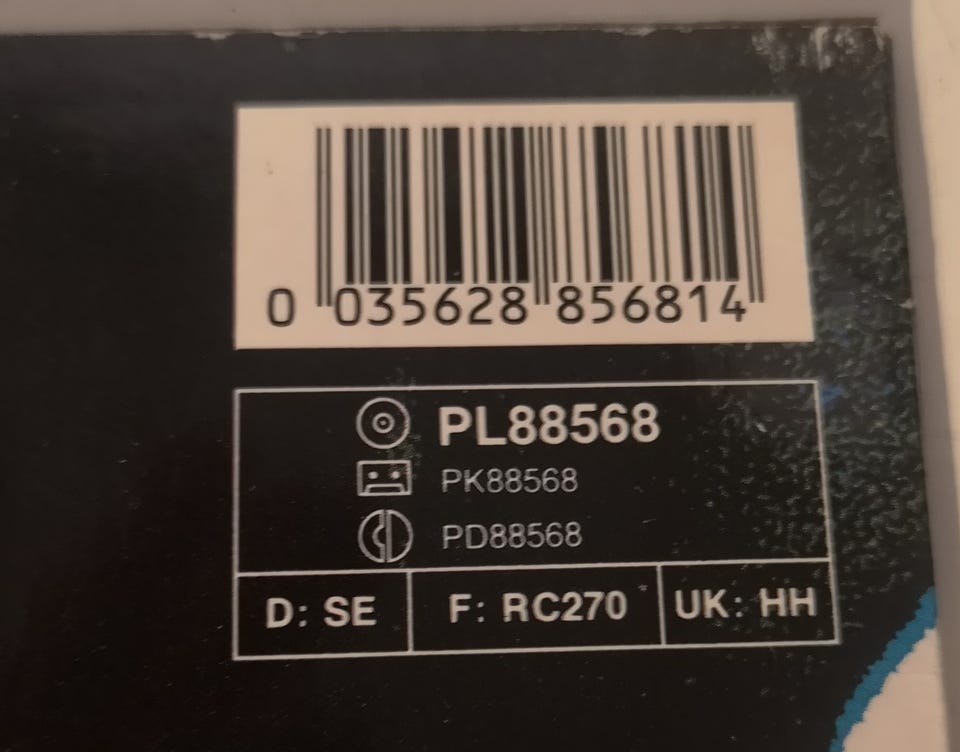 0 035628 856814
PL88568
PK88568
PD88568
D: SE F: RC270 UK: HH